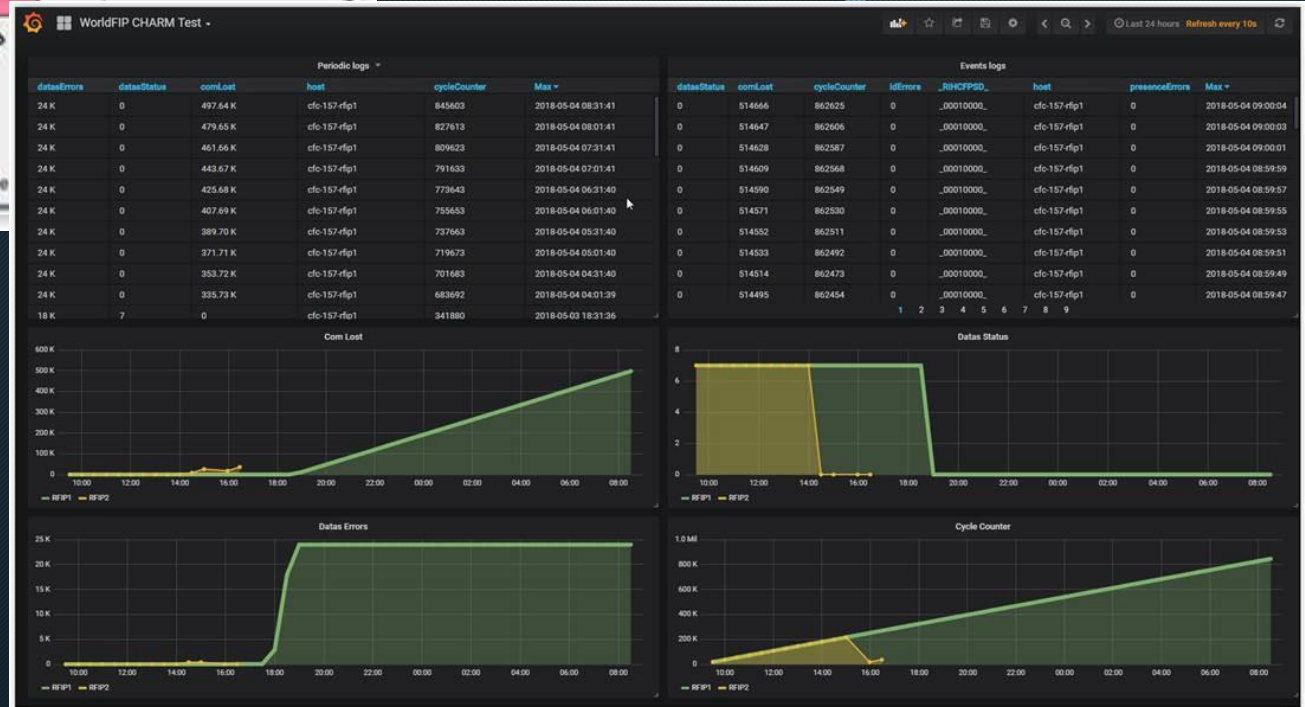 WorldFIP CHARM Test
Last 24 hours Refresh every 10s
Periodic logs
datasErrors datasStatus comLost host cycleCounter Max
24 K 0 497.64 K cfc-157-rfip1 845603 2018-05-04 08:31:41
24 K 0 479.65 K cfc-157-rfip1 827613 2018-05-04 08:01:41
24 K 0 461.66 K cfc-157-rfip1 809623 2018-05-04 07:31:41
24 K 0 443.67 K cfc-157-rfip1 791633 2018-05-04 07:01:41
24 K 0 425.68 K cfc-157-rfip1 773643 2018-05-04 06:31:40
24 K 0 407.69 K cfc-157-rfip1 755653 2018-05-04 06:01:40
24 K 0 389.70 K cfc-157-rfip1 737663 2018-05-04 05:31:40
24 K 0 371.71 K cfc-157-rfip1 719673 2018-05-04 05:01:40
24 K 0 353.72 K cfc-157-rfip1 701683 2018-05-04 04:31:40
24 K 0 335.73 K cfc-157-rfip1 683692 2018-05-04 04:01:39
18 K 7 0 cfc-157-rfip1 341880 2018-05-03 18:31:36
Events logs
datasStatus comLost cycleCounter IdErrors _RIHCFPSD_ host presenceErrors Max
0 514666 862625 0 _00010000_ cfc-157-rfip1 0 2018-05-04 09:00:04
0 514647 862606 0 _00010000_ cfc-157-rfip1 0 2018-05-04 09:00:03
0 514628 862587 0 _00010000_ cfc-157-rfip1 0 2018-05-04 09:00:01
0 514609 862568 0 _00010000_ cfc-157-rfip1 0 2018-05-04 08:59:59
0 514590 862549 0 _00010000_ cfc-157-rfip1 0 2018-05-04 08:59:57
0 514571 862530 0 _00010000_ cfc-157-rfip1 0 2018-05-04 08:59:55
0 514552 862511 0 _00010000_ cfc-157-rfip1 0 2018-05-04 08:59:53
0 514533 862492 0 _00010000_ cfc-157-rfip1 0 2018-05-04 08:59:51
0 514514 862473 0 _00010000_ cfc-157-rfip1 0 2018-05-04 08:59:49
0 514495 862454 0 _00010000_ cfc-157-rfip1 0 2018-05-04 08:59:47
1 2 3 4 5 6 7 8 9
Com Lost
600 K
500 K
400 K
300 K
200 K
100 K
0
10:00 12:00 14:00 16:00 18:00 20:00 22:00 00:00 02:00 04:00 06:00 08:00
RFIP1 RFIP2
Datas Status
8
6
4
2
0
10:00 12:00 14:00 16:00 18:00 20:00 22:00 00:00 02:00 04:00 06:00 08:00
RFIP1 RFIP2
Datas Errors
25 K
20 K
15 K
10 K
5 K
0
10:00 12:00 14:00 16:00 18:00 20:00 22:00 00:00 02:00 04:00 06:00 08:00
RFIP1 RFIP2
Cycle Counter
1.0 Mil
800 K
600 K
400 K
200 K
0
10:00 12:00 14:00 16:00 18:00 20:00 22:00 00:00 02:00 04:00 06:00 08:00
RFIP1 RFIP2